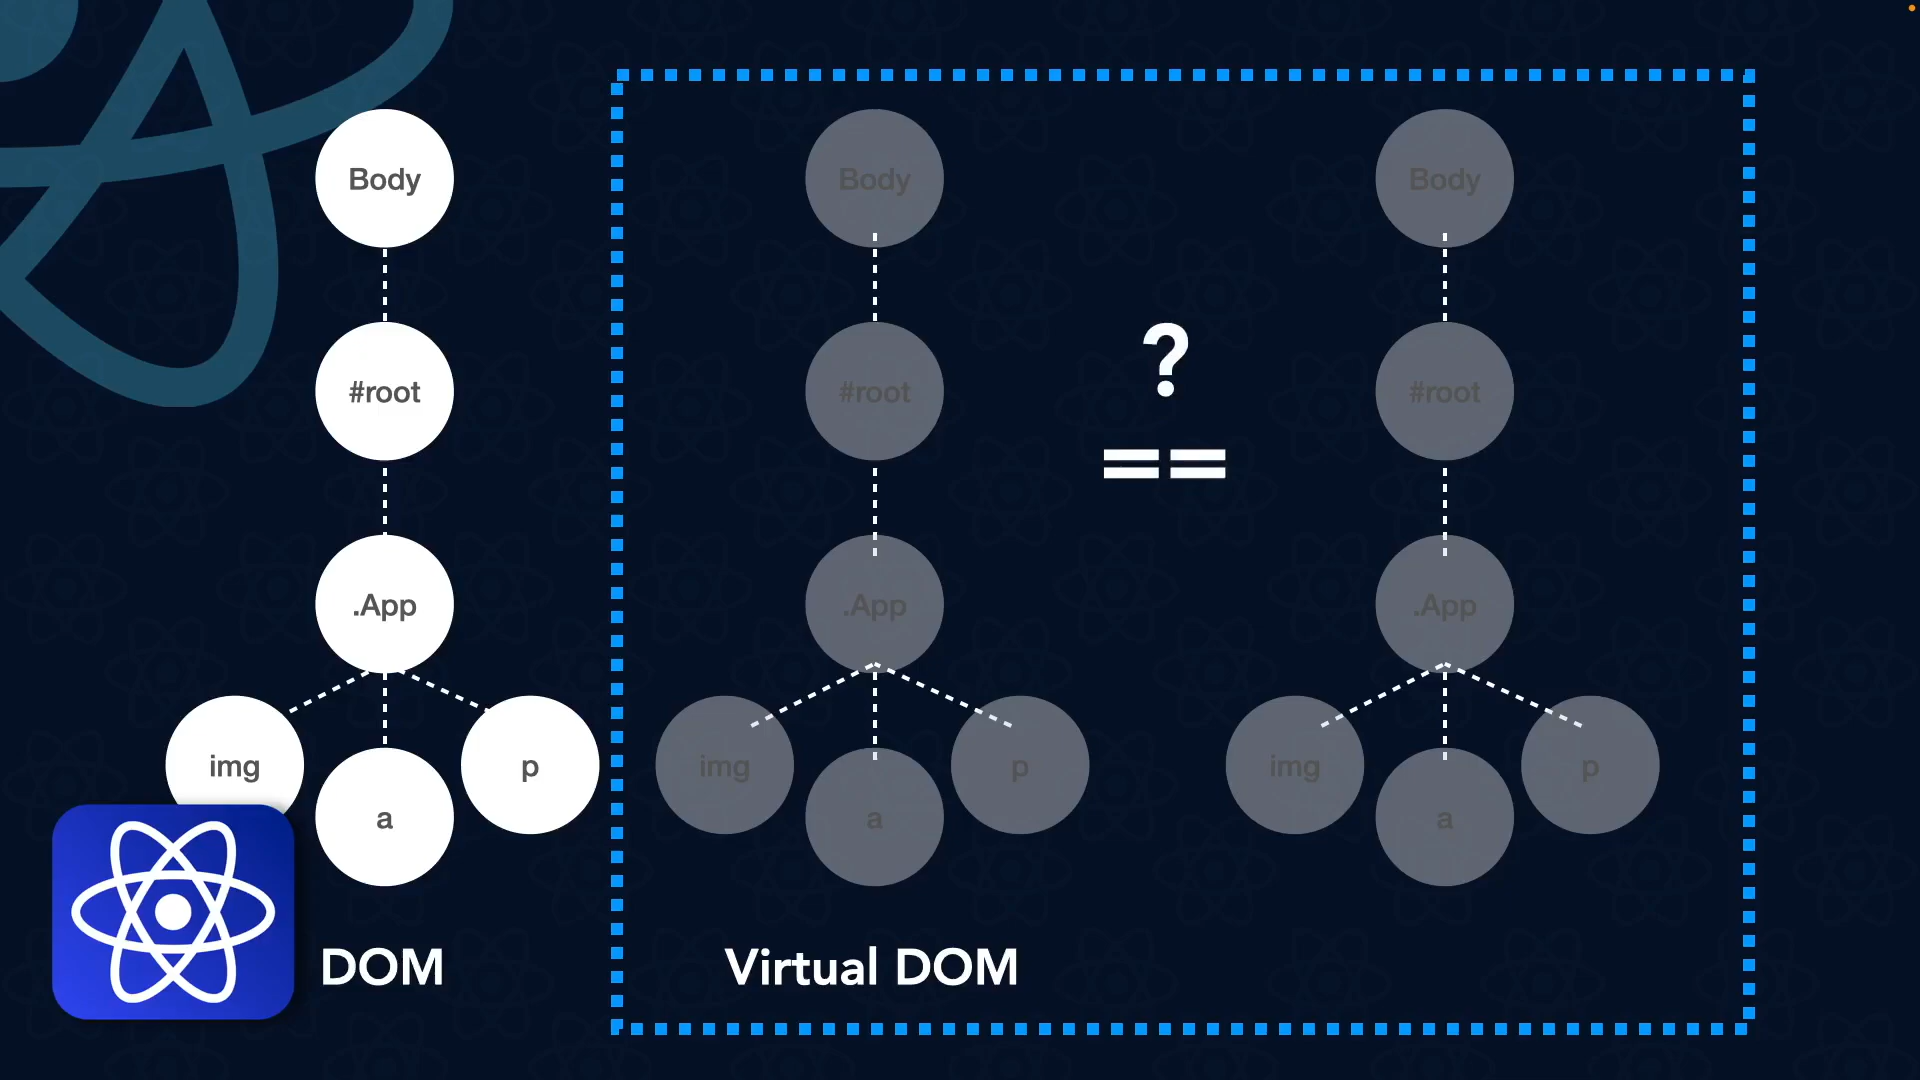 Body
#root
.App
img
a
p
DOM
Body
#root
.App
img
a
p
Virtual DOM
?
==
Body
#root
.App
img
a
p